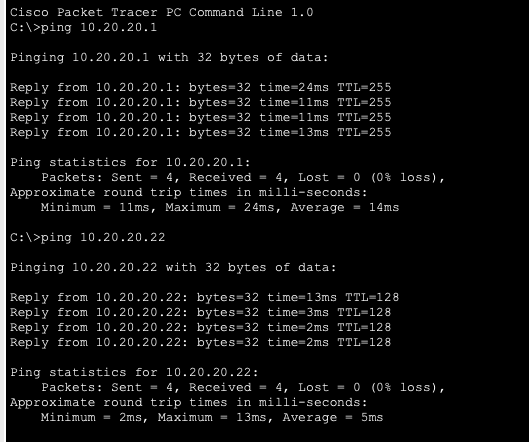 Cisco Packet Tracer PC Command Line 1.0
C:\>ping 10.20.20.1
Pinging 10.20.20.1 with 32 bytes of data:
Reply from 10.20.20.1: bytes=32 time=24ms TTL=255
Reply from 10.20.20.1: bytes=32 time=11ms TTL=255
Reply from 10.20.20.1: bytes=32 time=11ms TTL=255
Reply from 10.20.20.1: bytes=32 time=13ms TTL=255
Ping statistics for 10.20.20.1:
Packets: Sent = 4, Received = 4, Lost = 0 (0% loss),
Approximate round trip times in milli-seconds:
Minimum = 11ms, Maximum = 24ms, Average = 14ms
C:\>ping 10.20.20.22
Pinging 10.20.20.22 with 32 bytes of data:
Reply from 10.20.20.22: bytes=32 time=13ms TTL=128
Reply from 10.20.20.22: bytes=32 time=3ms TTL=128
Reply from 10.20.20.22: bytes=32 time=2ms TTL=128
Reply from 10.20.20.22: bytes=32 time=2ms TTL=128
Ping statistics for 10.20.20.22:
Packets: Sent = 4, Received = 4, Lost = 0 (0% loss),
Approximate round trip times in milli-seconds:
Minimum = 2ms, Maximum = 13ms, Average = 5ms